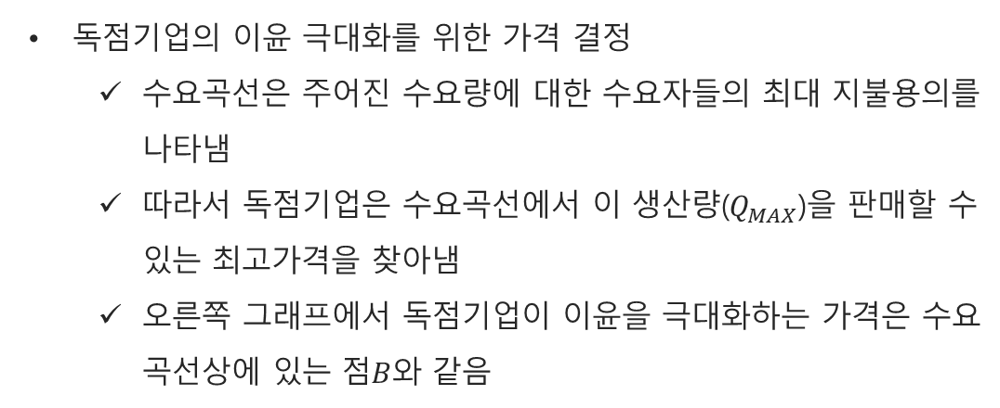 • 독점기업의 이윤 극대화를 위한 가격 결정
✓ 수요곡선은 주어진 수요량에 대한 수요자들의 최대 지불용의를
나타냄
✓ 따라서 독점기업은 수요곡선에서 이 생산량(Q_MAX)을 판매할 수
있는 최고가격을 찾아냄
✓ 오른쪽 그래프에서 독점기업이 이윤을 극대화하는 가격은 수요
곡선상에 있는 점B와 같음